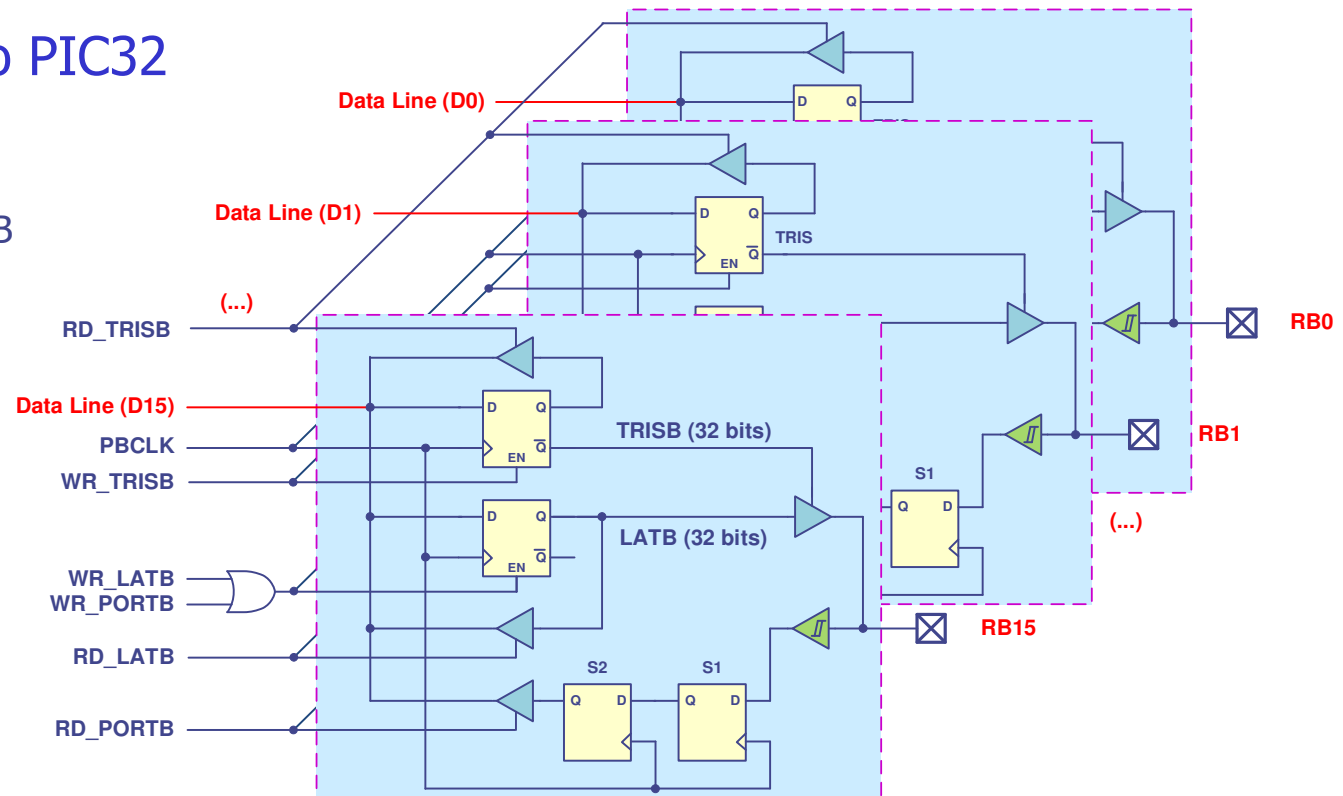 o PIC32
B
Data Line (D0)
D Q
Data Line (D1)
D Q
TRIS
EN Q
(...)
RD_TRISB
RB0
Data Line (D15)
D Q
TRISB (32 bits)
PBCLK
EN Q
WR_TRISB
RB1
S1
Q D
D Q
LATB (32 bits)
EN Q
(...)
WR_LATB
WR_PORTB
RB15
RD_LATB
S2 S1
Q D Q D
RD_PORTB